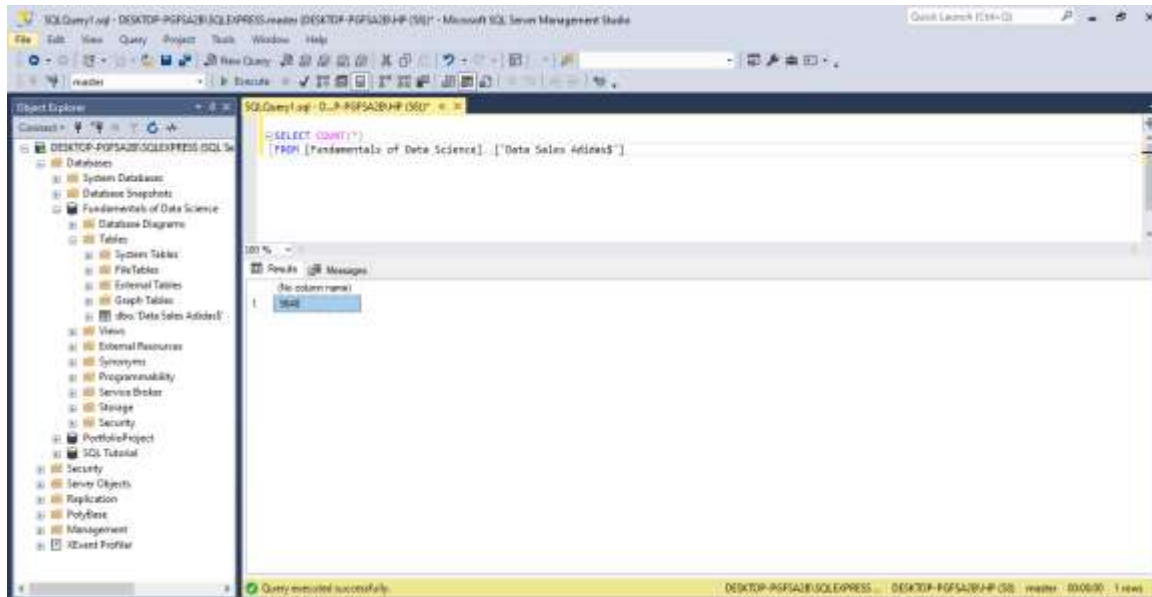 SQLQuery1.sql - DESKTOP-PGFSA2B\SQLEXPRESS.master (DESKTOP-PGFSA2B\HP (58))* - Microsoft SQL Server Management Studio
Quick Launch (Ctrl+Q)
File Edit View Query Project Tools Window Help
New Query
master
Execute
Object Explorer
SQLQuery1.sql - D...P-PGFSA2B\HP (58))*
Connect
SELECT COUNT(*)
FROM [Fundamentals of Data Science]..['Data Sales Adidas$']
DESKTOP-PGFSA2B\SQLEXPRESS (SQL Se
Databases
System Databases
Database Snapshots
Fundamentals of Data Science
Database Diagrams
Tables
System Tables
FileTables
External Tables
Graph Tables
dbo.'Data Sales Adidas$'
Views
External Resources
Synonyms
Programmability
Service Broker
Storage
Security
PortfolioProject
SQL Tutorial
Security
Server Objects
Replication
PolyBase
Management
XEvent Profiler
100 %
Results Messages
(No column name)
1
Query executed successfully.
DESKTOP-PGFSA2B\SQLEXPRESS ... DESKTOP-PGFSA2B\HP (58) master 00:00:00 1 rows